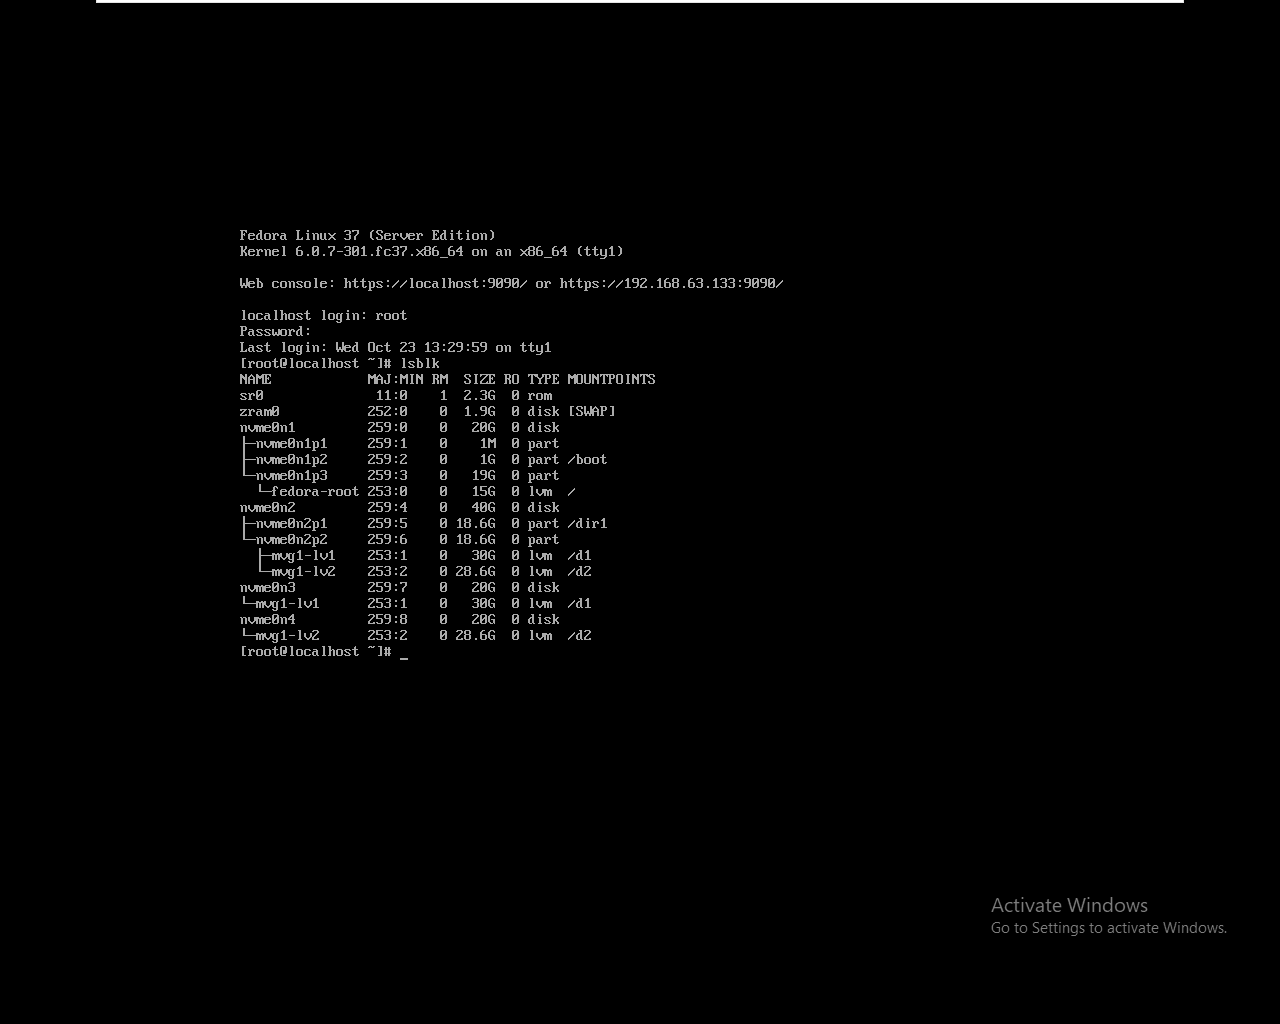 Fedora Linux 37 (Server Edition)
Kernel 6.0.7-301.fc37.x86_64 on an x86_64 (tty1)
Web console: https://localhost:9090/ or https://192.168.63.133:9090/
localhost login: root
Password:
Last login: Wed Oct 23 13:29:59 on tty1
[root@localhost ~]# lsblk
NAME            MAJ:MIN RM  SIZE RO TYPE MOUNTPOINTS
sr0              11:0    1  2.3G  0 rom
zram0           252:0    0  1.9G  0 disk [SWAP]
nvme0n1         259:0    0   20G  0 disk
├─nvme0n1p1     259:1    0    1M  0 part
├─nvme0n1p2     259:2    0    1G  0 part /boot
└─nvme0n1p3     259:3    0   19G  0 part
  └─fedora-root 253:0    0   15G  0 lvm  /
nvme0n2         259:4    0   40G  0 disk
├─nvme0n2p1     259:5    0 18.6G  0 part /dir1
└─nvme0n2p2     259:6    0 18.6G  0 part
  ├─mvg1-lv1    253:1    0   30G  0 lvm  /d1
  └─mvg1-lv2    253:2    0 28.6G  0 lvm  /d2
nvme0n3         259:7    0   20G  0 disk
└─mvg1-lv1      253:1    0   30G  0 lvm  /d1
nvme0n4         259:8    0   20G  0 disk
└─mvg1-lv2      253:2    0 28.6G  0 lvm  /d2
[root@localhost ~]# _
Activate Windows
Go to Settings to activate Windows.